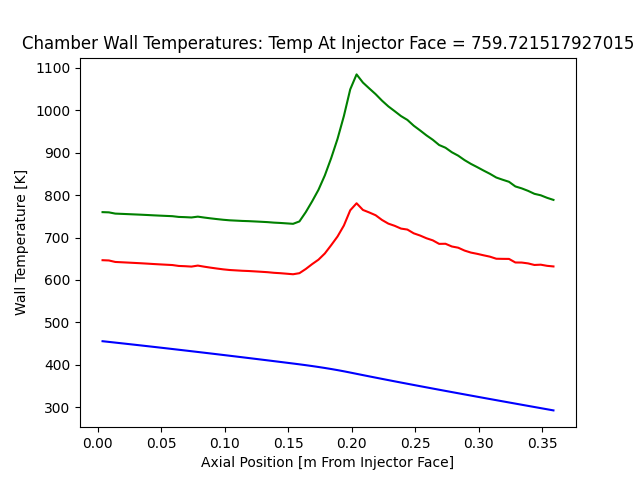 Chamber Wall Temperatures: Temp At Injector Face = 759.721517927015
1100
1000
900
800
700
600
500
400
300
Wall Temperature [K]
0.00 0.05 0.10 0.15 0.20 0.25 0.30 0.35
Axial Position [m From Injector Face]